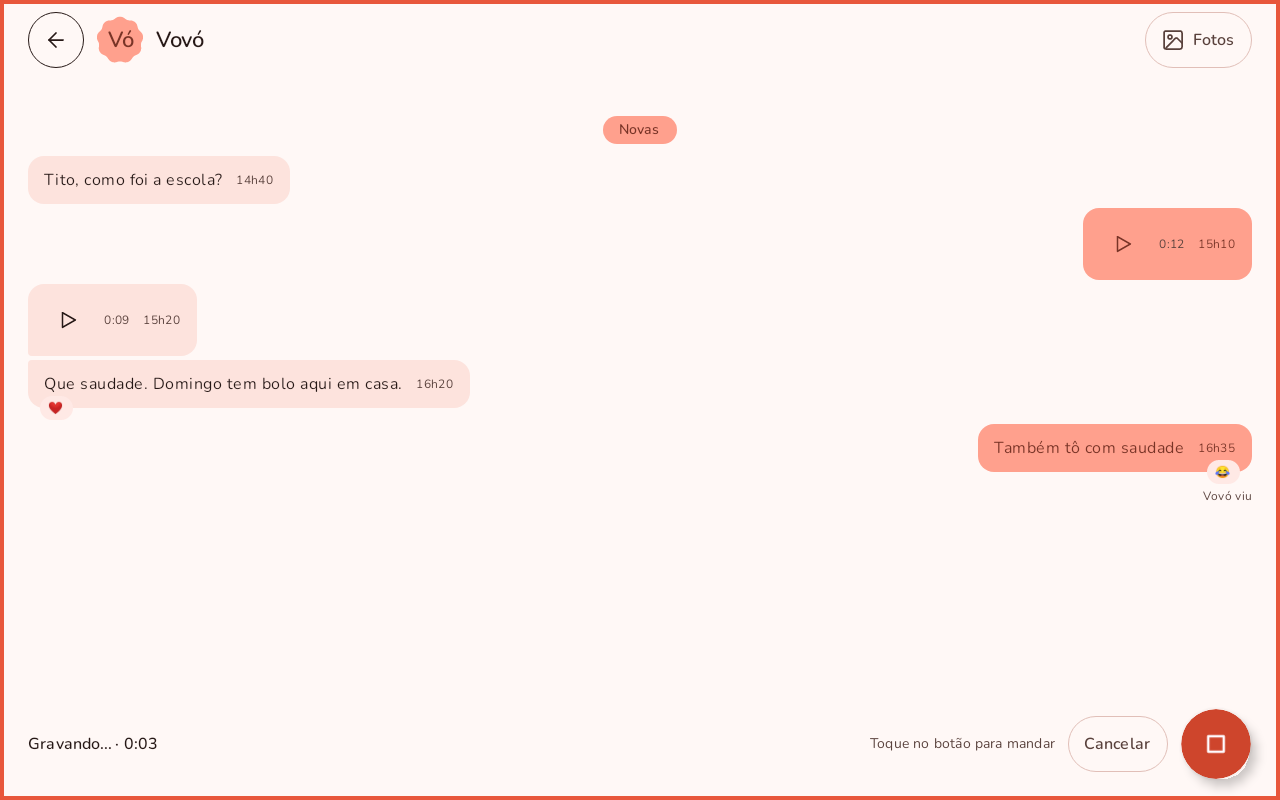 Vó Vovó
Fotos
Novas
Tito, como foi a escola? 14h40
0:12 15h10
0:09 15h20
Que saudade. Domingo tem bolo aqui em casa. 16h20
Também tô com saudade 16h35
Vovó viu
Gravando... · 0:03
Toque no botão para mandar
Cancelar